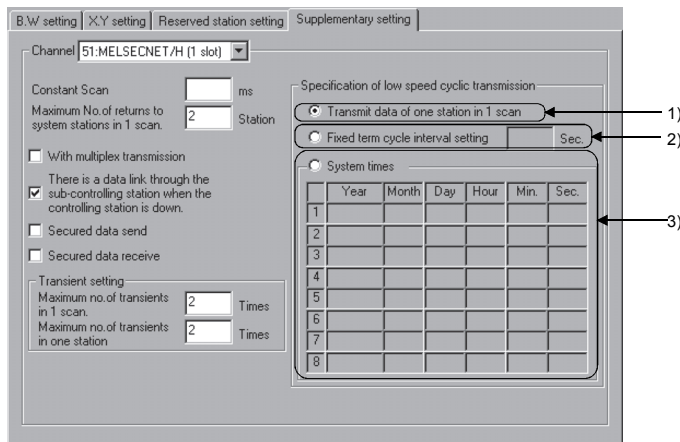 B.W setting X.Y setting Reserved station setting Supplementary setting
Channel 51:MELSECNET/H (1 slot)
Constant Scan ms
Maximum No.of returns to
system stations in 1 scan. 2 Station
With multiplex transmission
There is a data link through the
sub-controlling station when the
controlling station is down.
Secured data send
Secured data receive
Transient setting
Maximum no.of transients
in 1 scan. 2 Times
Maximum no.of transients
in one station 2 Times
Specification of low speed cyclic transmission
Transmit data of one station in 1 scan 1)
Fixed term cycle interval setting Sec. 2)
System times
Year Month Day Hour Min. Sec.
1
2
3
4
5
6
7
8
3)